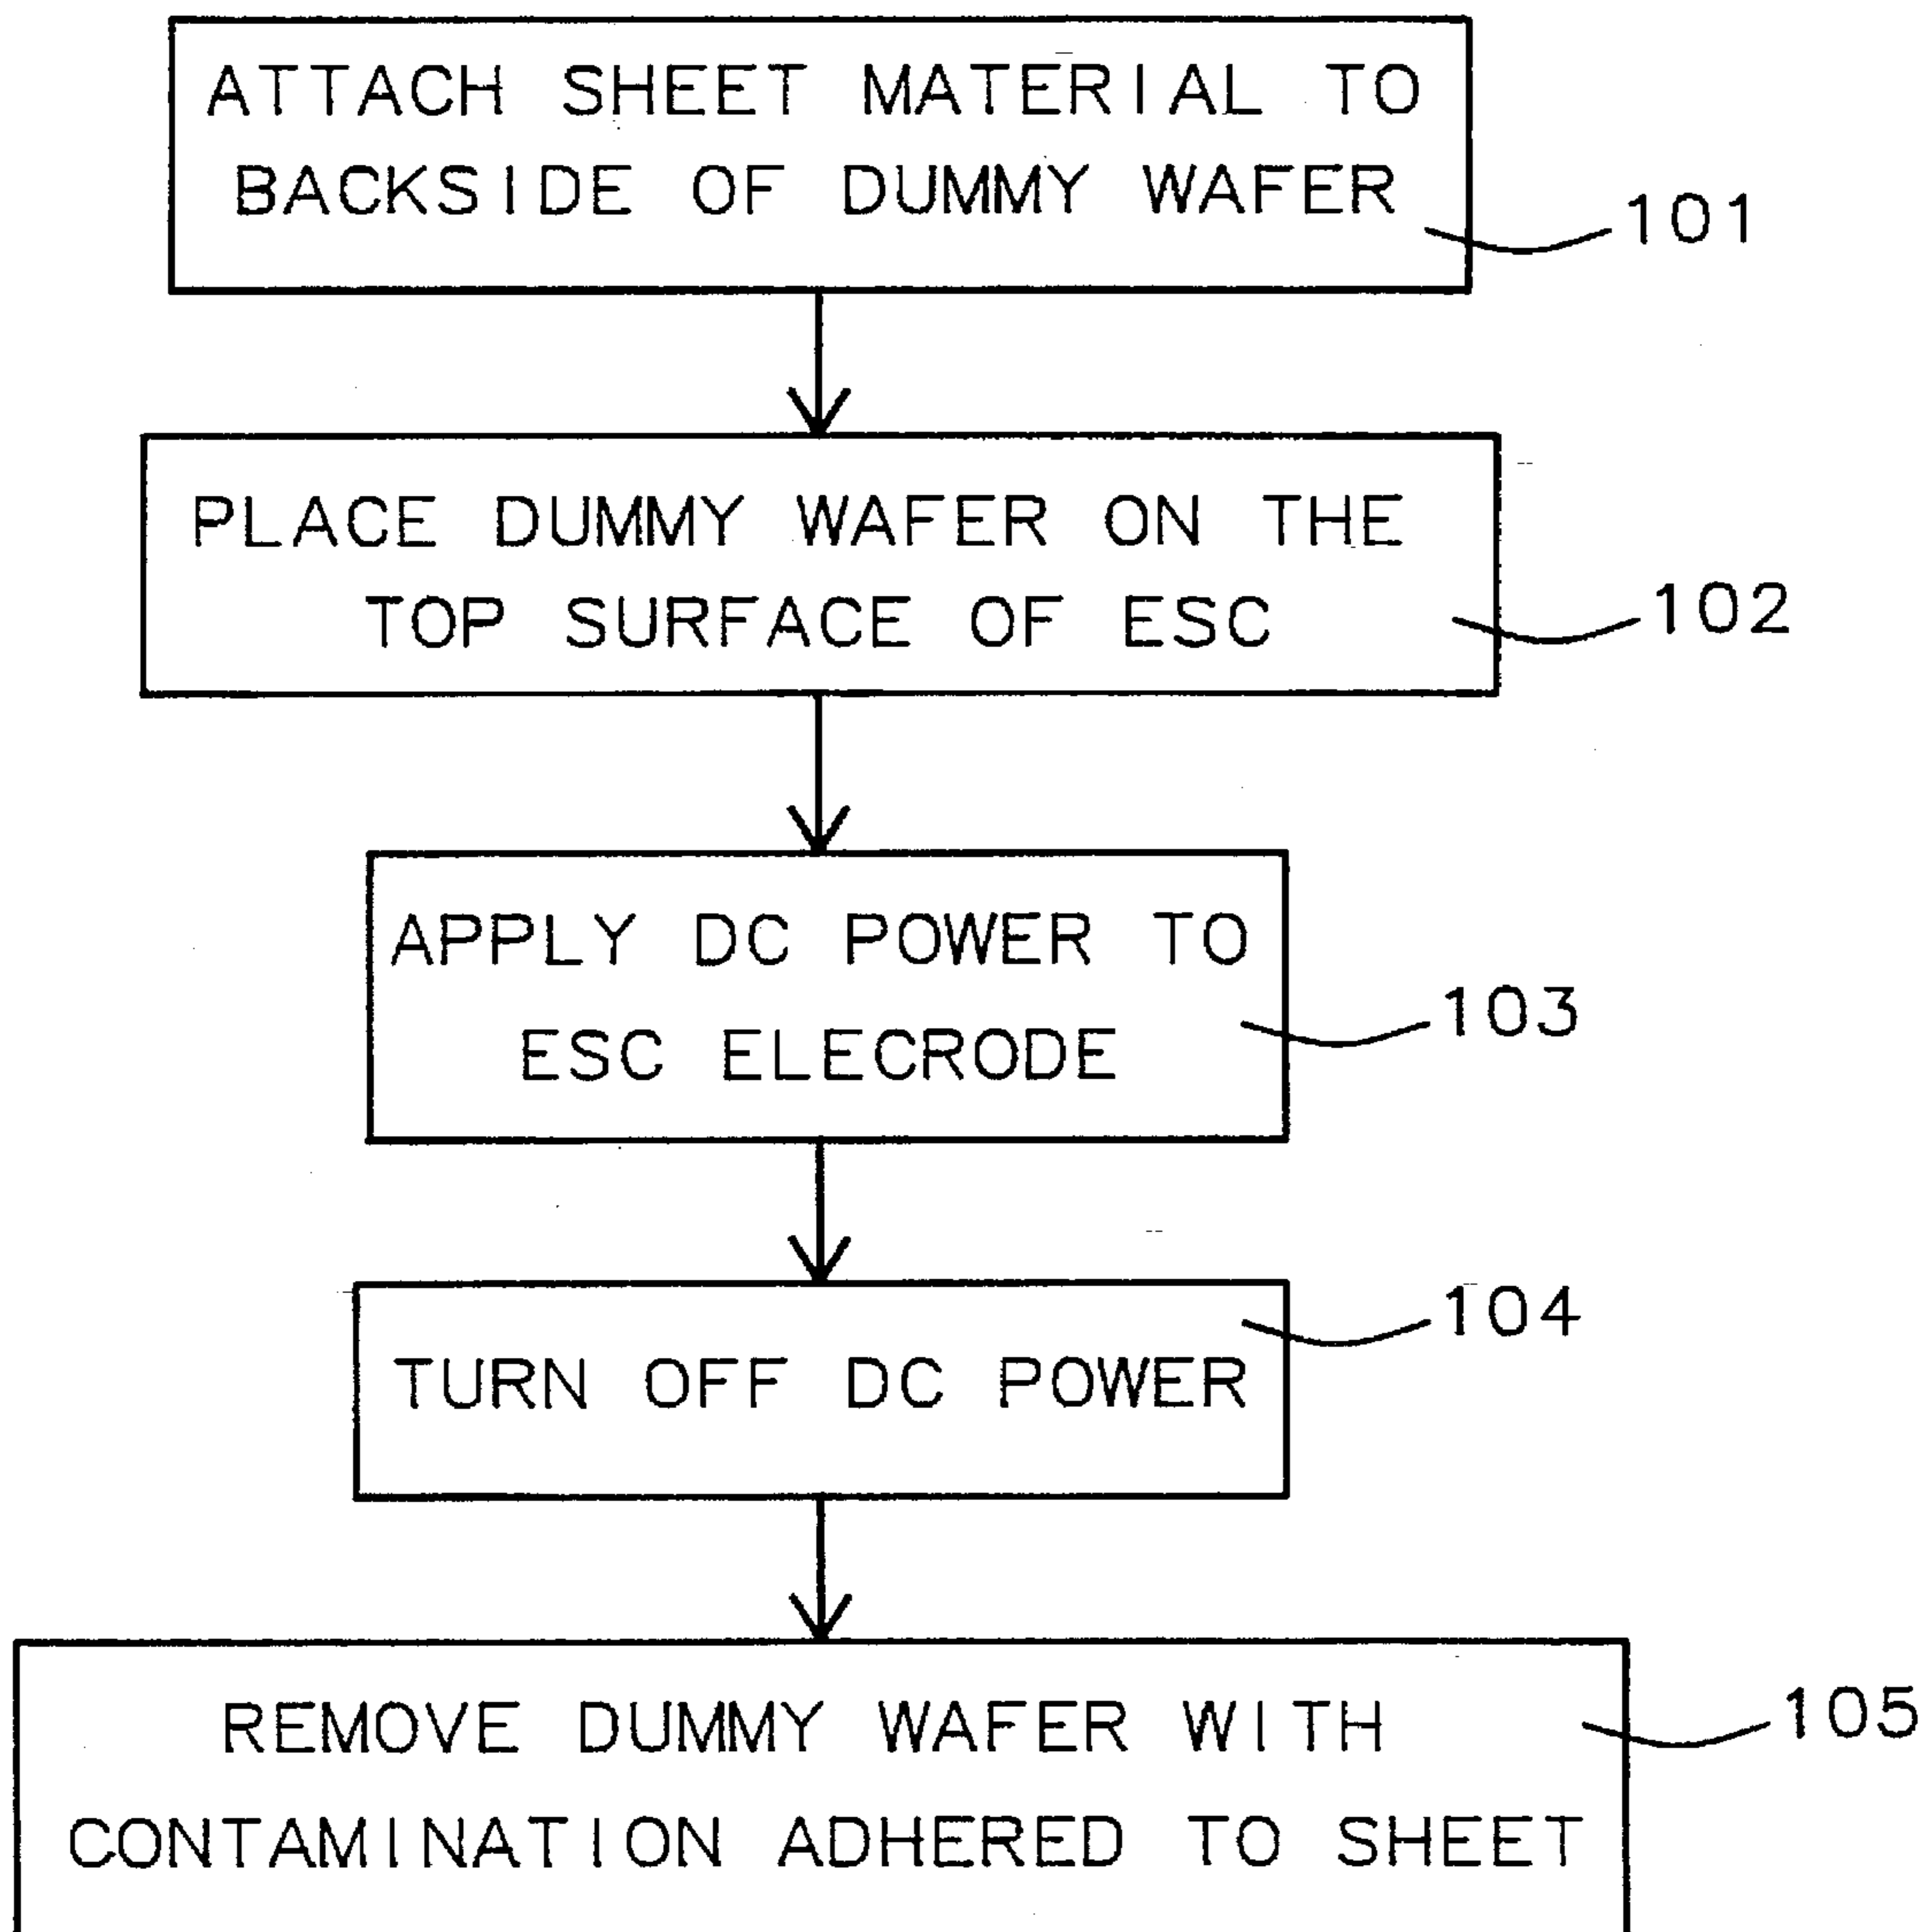 ATTACH SHEET MATERIAL TO
BACKSIDE OF DUMMY WAFER
101
PLACE DUMMY WAFER ON THE
TOP SURFACE OF ESC
102
APPLY DC POWER TO
ESC ELECRODE
103
104
TURN OFF DC POWER
REMOVE DUMMY WAFER WITH
105
CONTAMINATION ADHERED TO SHEET